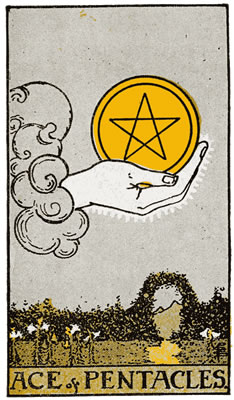 ACE of PENTACLES.